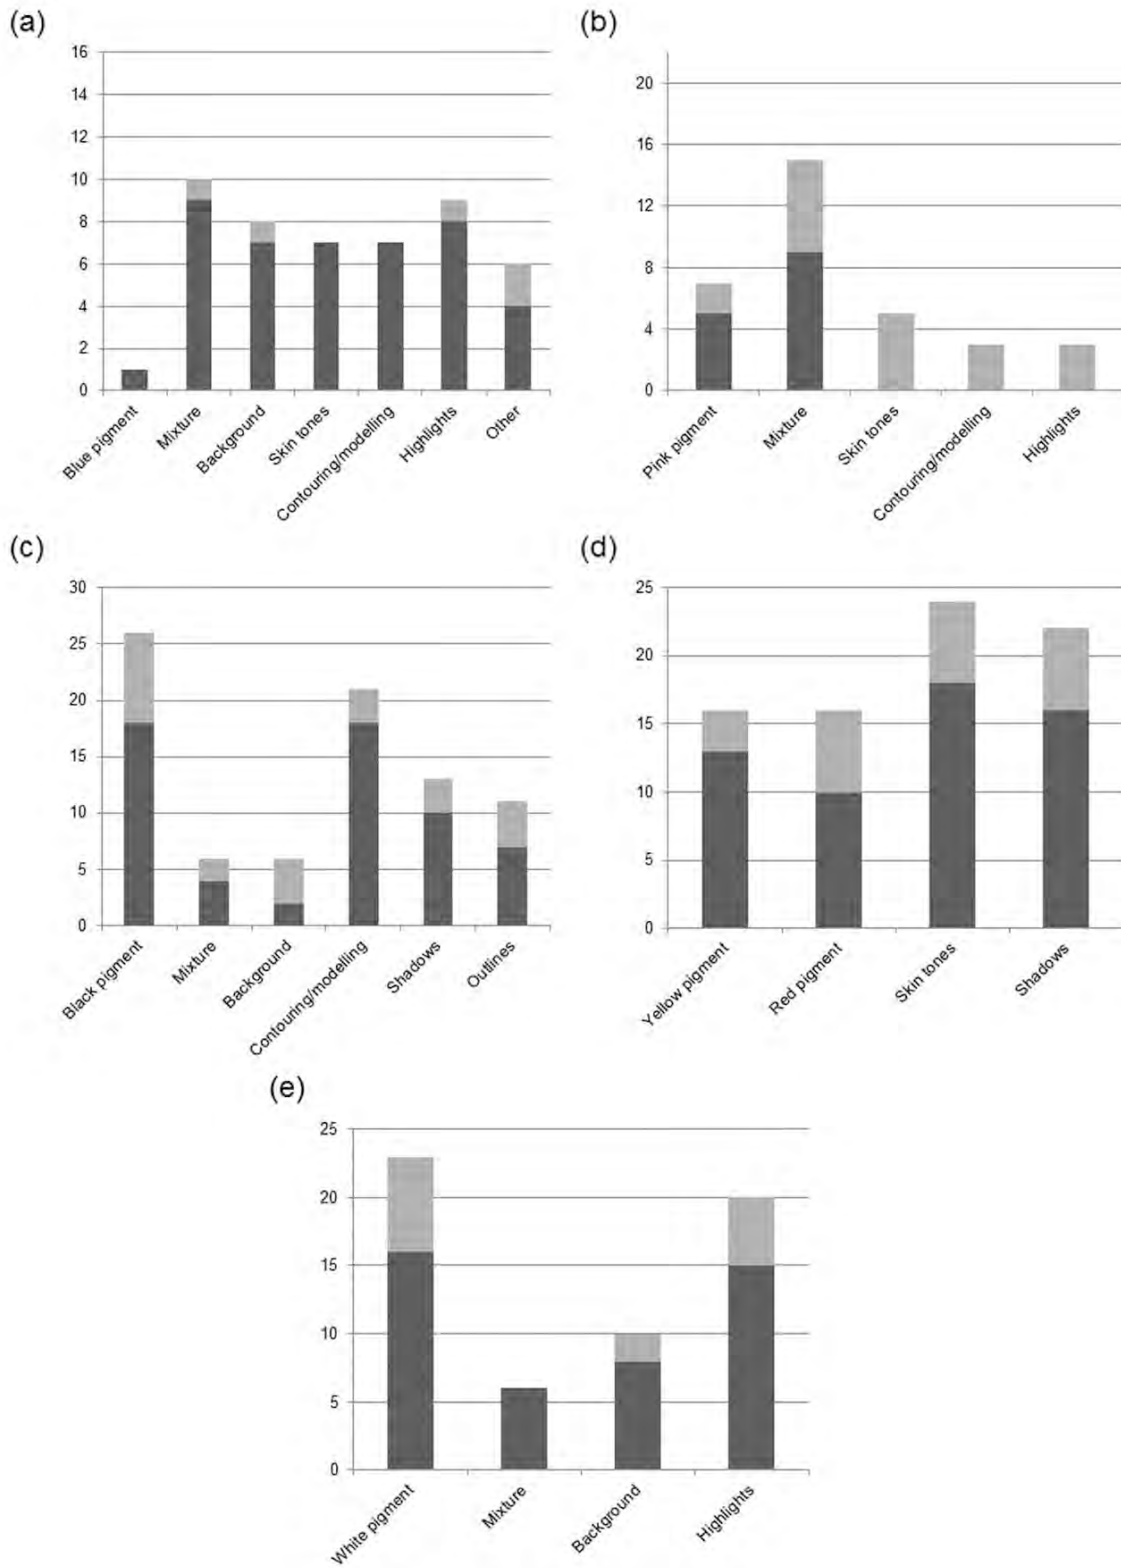 (a)
16
14
12
10
8
6
4
2
0
Blue pigment
Mixture
Background
Skin tones
Contouring/modelling
Highlights
Other
(b)
20
16
12
8
4
0
Pink pigment
Mixture
Skin tones
Contouring/modelling
Highlights
(c)
30
25
20
15
10
5
0
Black pigment
Mixture
Background
Contouring/modelling
Shadows
Outlines
(d)
25
20
15
10
5
0
Yellow pigment
Red pigment
Skin tones
Shadows
(e)
25
20
15
10
5
0
White pigment
Mixture
Background
Highlights